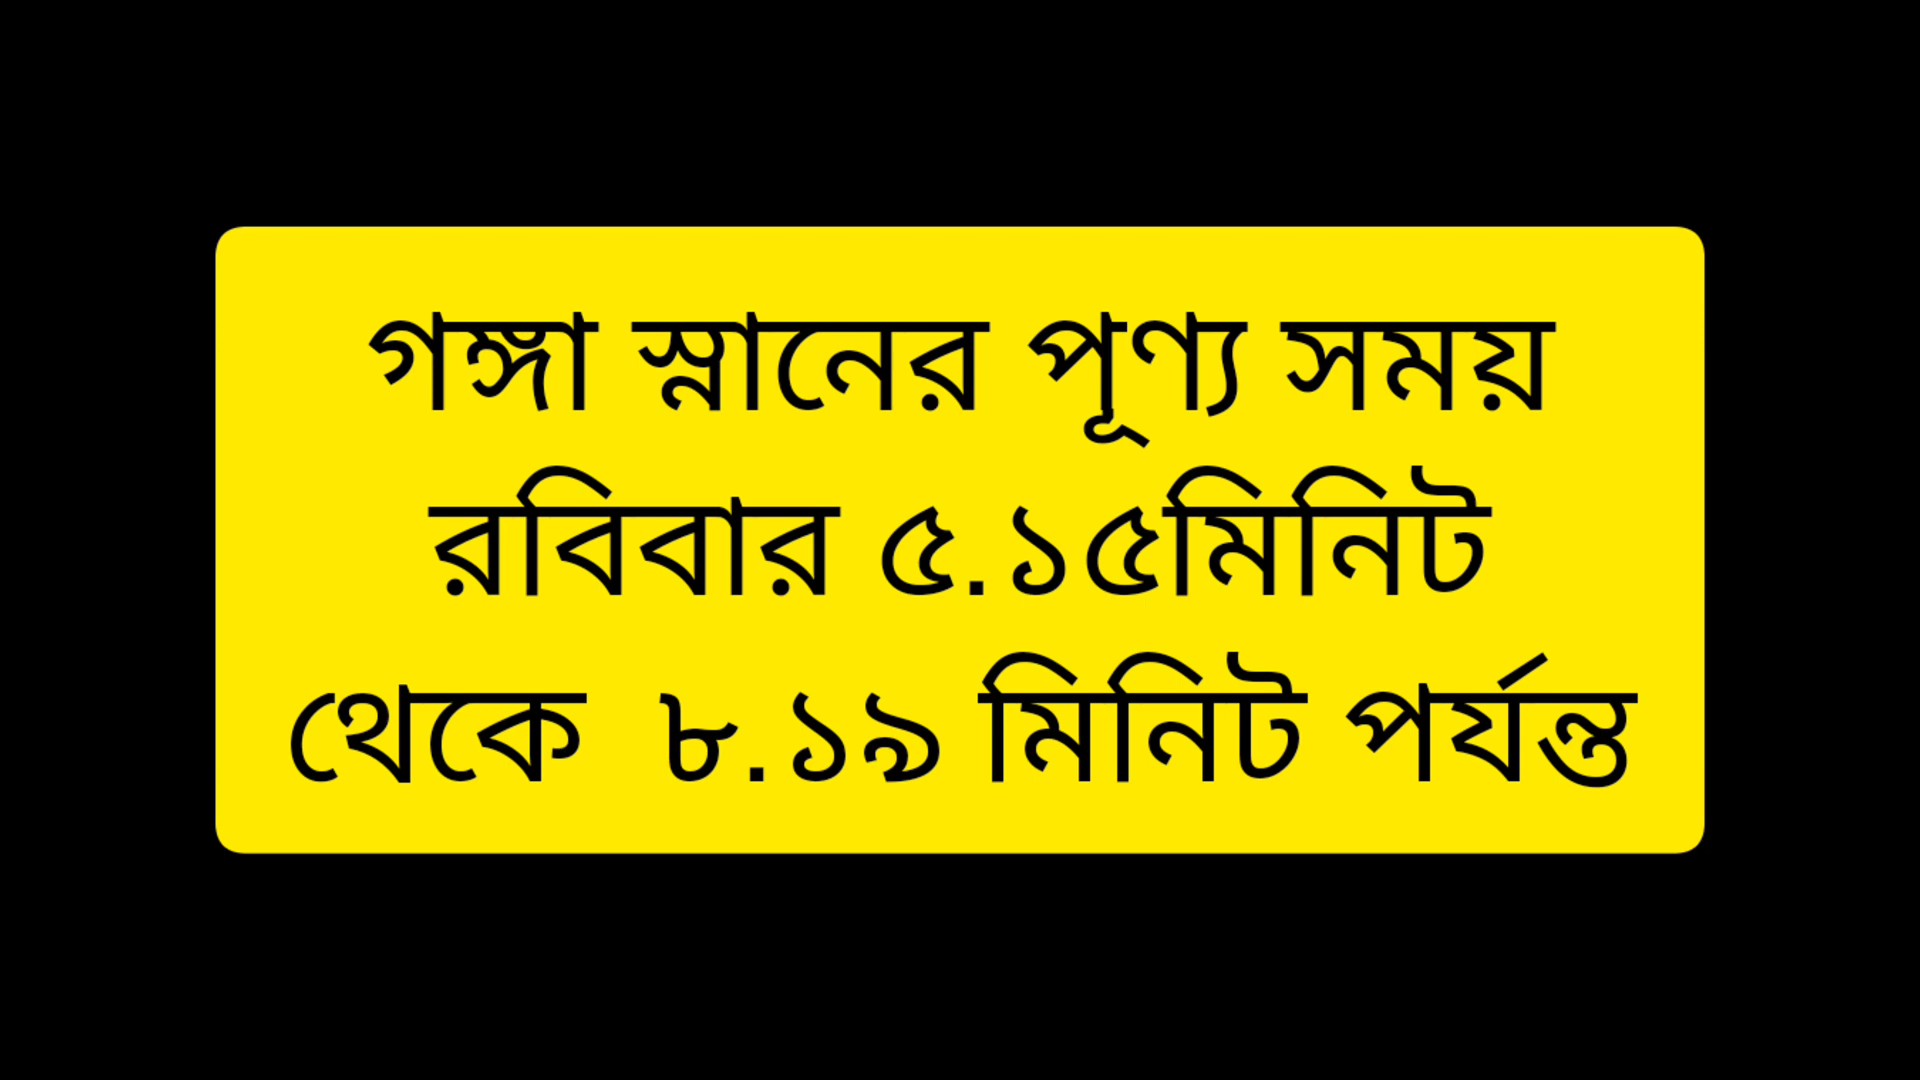 গঙ্গা স্নানের পূণ্য সময়
রবিবার ৫.১৫মিনিট
থেকে ৮.১৯ মিনিট পর্যন্ত